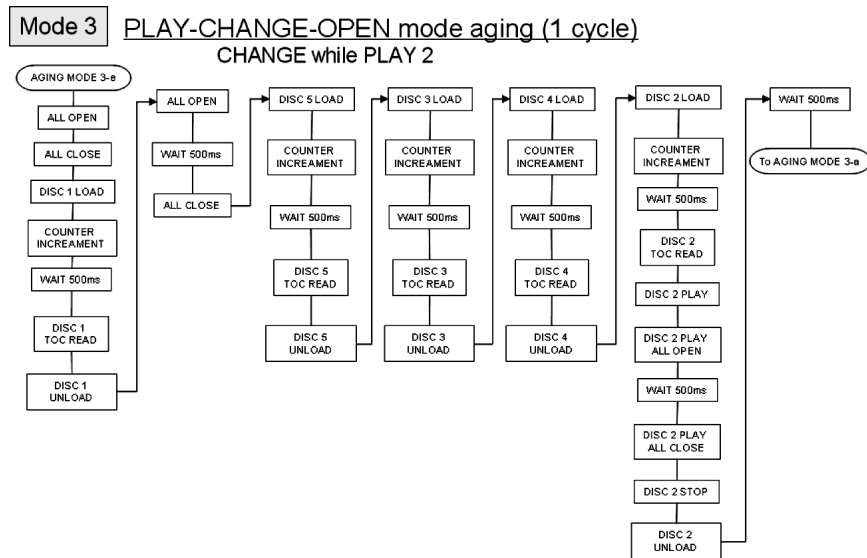 Mode 3
PLAY-CHANGE-OPEN mode aging (1 cycle)
CHANGE while PLAY 2
AGING MODE 3-e
ALL OPEN
ALL CLOSE
DISC 1 LOAD
COUNTER
INCREAMENT
WAIT 500ms
DISC 1
TOC READ
DISC 1
UNLOAD
ALL OPEN
WAIT 500ms
ALL CLOSE
DISC 5 LOAD
COUNTER
INCREAMENT
WAIT 500ms
DISC 5
TOC READ
DISC 5
UNLOAD
DISC 3 LOAD
COUNTER
INCREAMENT
WAIT 500ms
DISC 3
TOC READ
DISC 3
UNLOAD
DISC 4 LOAD
COUNTER
INCREAMENT
WAIT 500ms
DISC 4
TOC READ
DISC 4
UNLOAD
DISC 2 LOAD
COUNTER
INCREAMENT
WAIT 500ms
DISC 2
TOC READ
DISC 2 PLAY
DISC 2 PLAY
ALL OPEN
WAIT 500ms
DISC 2 PLAY
ALL CLOSE
DISC 2 STOP
DISC 2
UNLOAD
WAIT 500ms
To AGING MODE 3-a